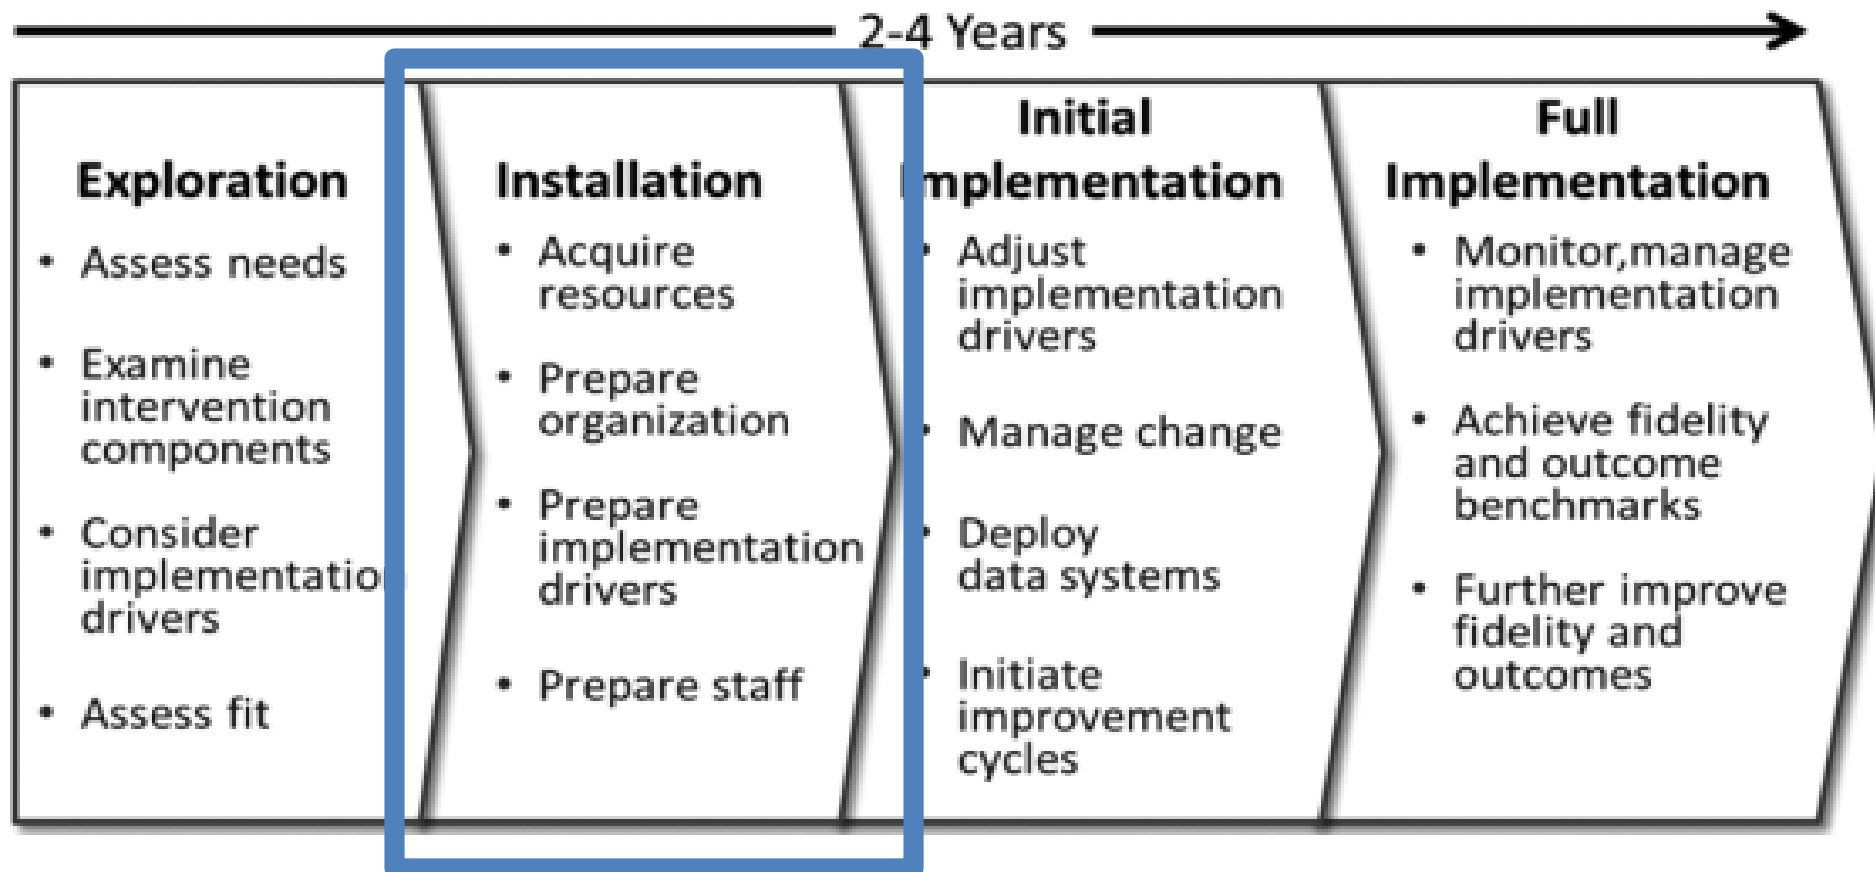 2-4 Years
Exploration
• Assess needs
• Examine
intervention
components
• Consider
implementatio
drivers
• Assess fit
Installation
• Acquire
resources
• Prepare
organization
• Prepare
implementation
drivers
• Prepare staff
Initial
Implementation
• Adjust
implementation
drivers
• Manage change
• Deploy
data systems
• Initiate
improvement
cycles
Full
Implementation
• Monitor,manage
implementation
drivers
• Achieve fidelity
and outcome
benchmarks
• Further improve
fidelity and
outcomes